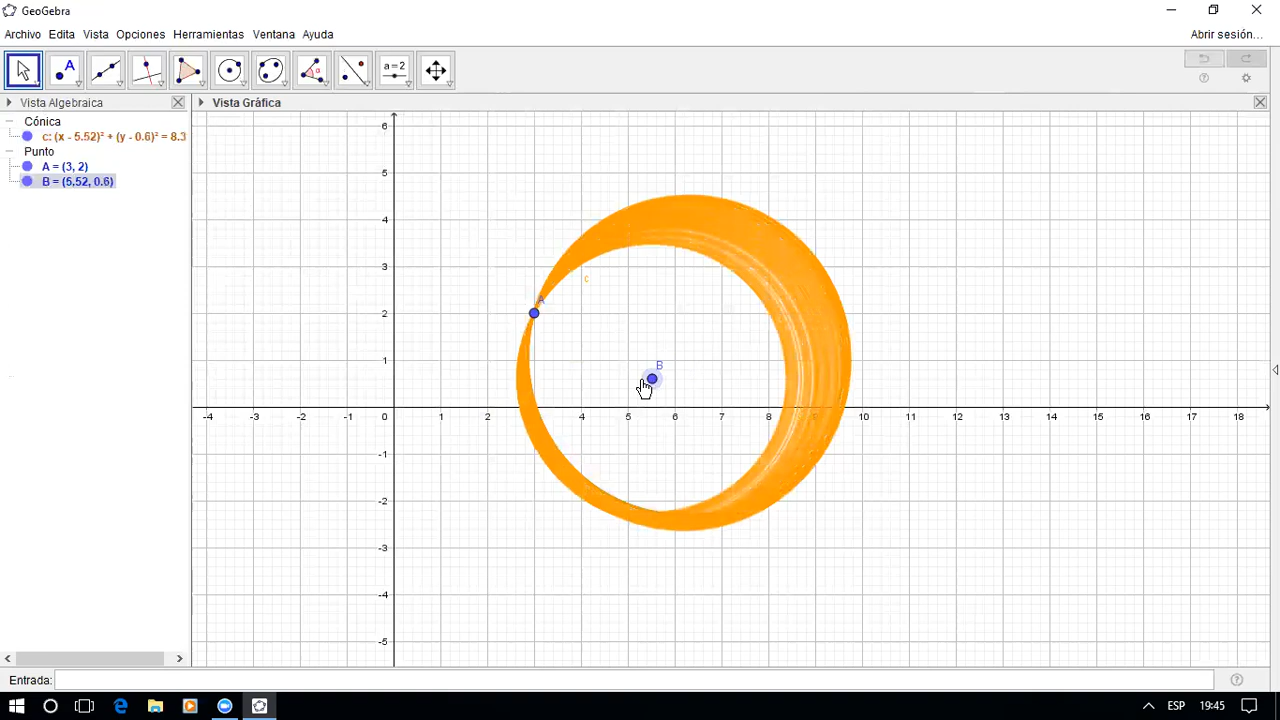 GeoGebra
Archivo Edita Vista Opciones Herramientas Ventana Ayuda
Abrir sesión...
A
α
a=2
Vista Algebraica
Vista Gráfica
Cónica
c: (x - 5.52)² + (y - 0.6)² = 8.3
Punto
A = (3, 2)
B = (5,52, 0.6)
6
5
4
3
c
A
2
B
1
-4 -3 -2 -1 0 1 2 3 4 5 6 7 8 9 10 11 12 13 14 15 16 17 18
-1
-2
-3
-4
-5
Entrada:
ESP 19:45